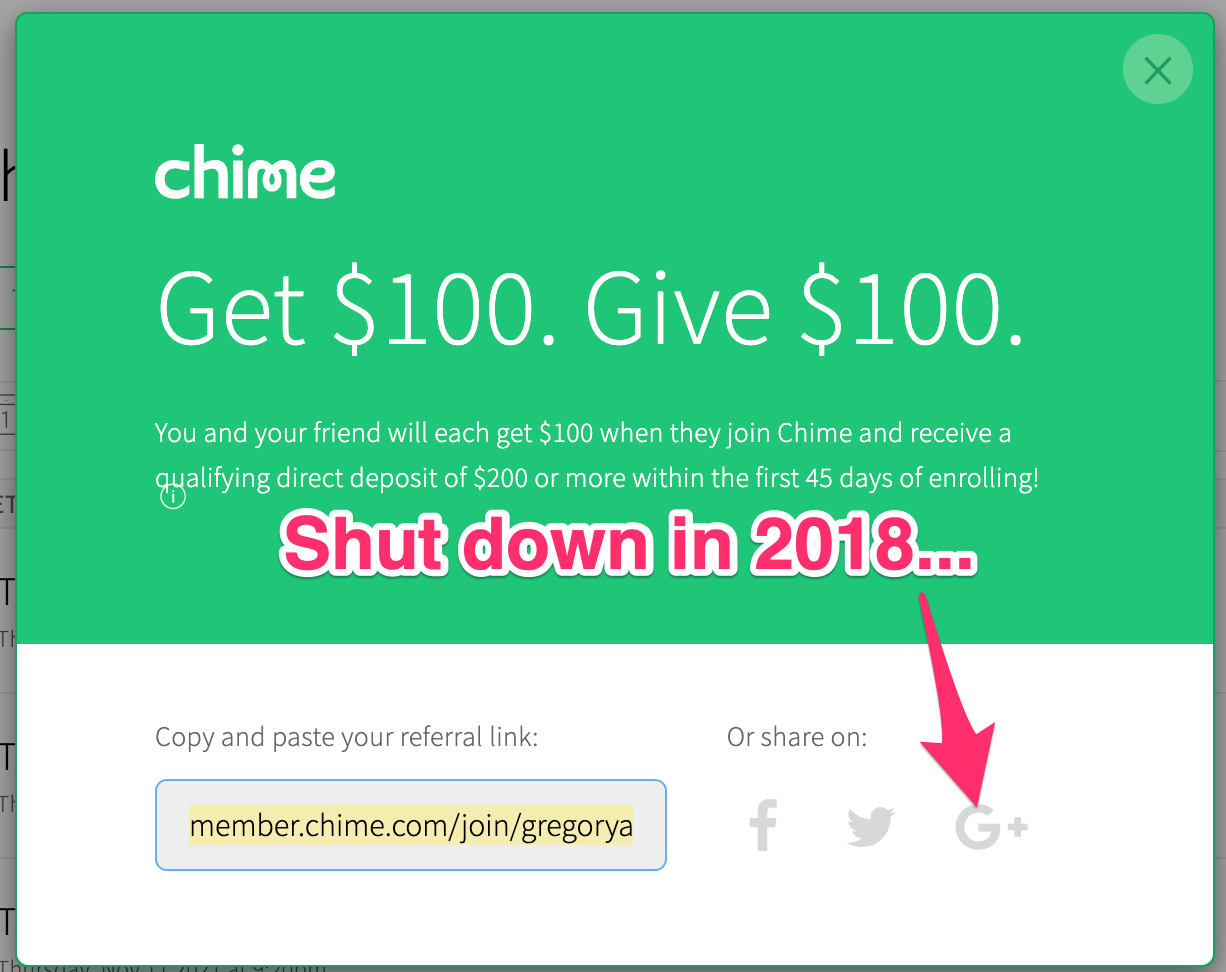 chime
Get $100. Give $100.
You and your friend will each get $100 when they join Chime and receive a
qualifying direct deposit of $200 or more within the first 45 days of enrolling!
i
Shut down in 2018...
Copy and paste your referral link:
Or share on:
member.chime.com/join/gregorya
f
G+